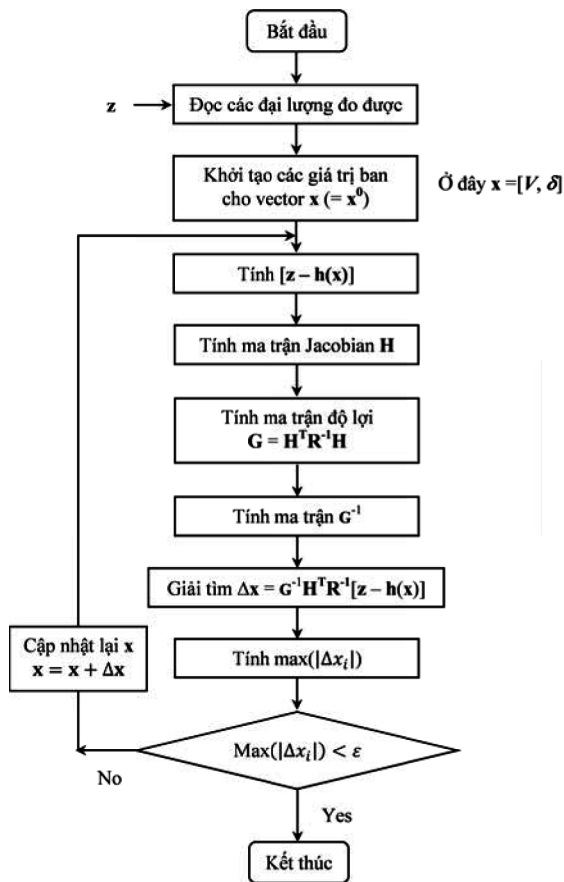 Bắt đầu
z
Đọc các đại lượng đo được
Khởi tạo các giá trị ban
cho vector x (= x⁰)
Ở đây x =[V, δ]
Tính [z – h(x)]
Tính ma trận Jacobian H
Tính ma trận độ lợi
G = HᵀR⁻¹H
Tính ma trận G⁻¹
Giải tìm Δx = G⁻¹HᵀR⁻¹[z – h(x)]
Cập nhật lại x
x = x + Δx
Tính max(|Δxᵢ|)
Max(|Δxᵢ|) < ε
No
Yes
Kết thúc